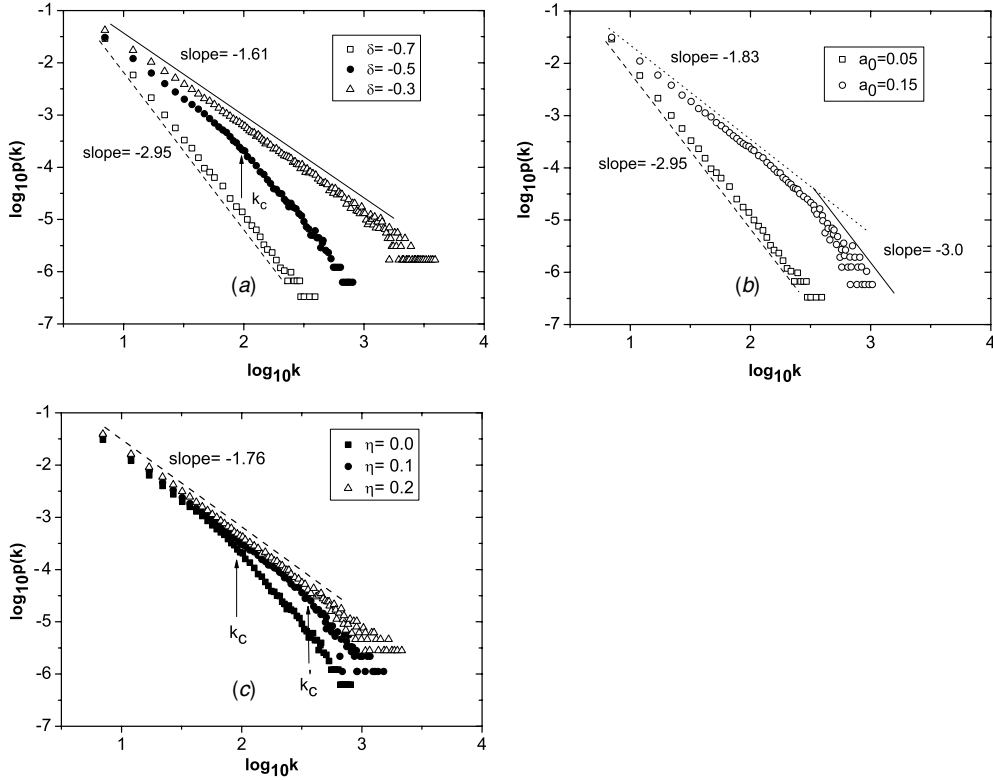 -1
-2
-3
-4
-5
-6
-7
log₁₀p(k)
slope= -1.61
slope= -2.95
δ= -0.7
δ= -0.5
δ= -0.3
k_C
(a)
1
2
3
4
log₁₀k
-1
-2
-3
-4
-5
-6
-7
log₁₀p(k)
slope= -1.83
slope= -2.95
slope= -3.0
a₀=0.05
a₀=0.15
(b)
1
2
3
4
log₁₀k
-1
-2
-3
-4
-5
-6
-7
log₁₀p(k)
slope= -1.76
η= 0.0
η= 0.1
η= 0.2
k_C
k_C
(c)
1
2
3
4
log₁₀k